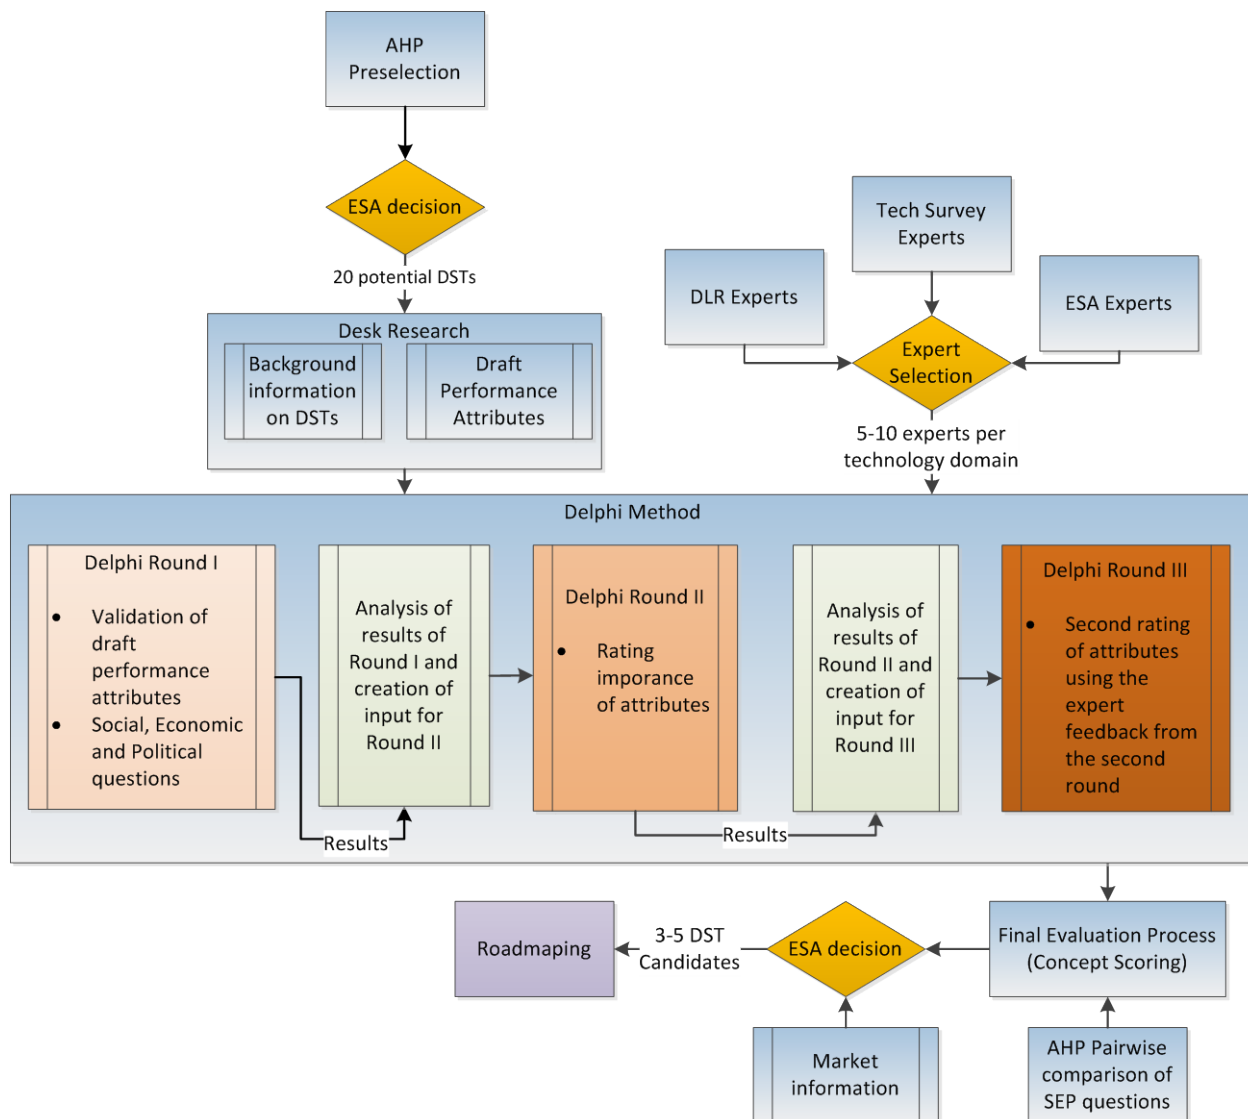 AHP
Preselection
ESA decision
20 potential DSTs
Tech Survey
Experts
DLR Experts
ESA Experts
Expert
Selection
5-10 experts per
technology domain
Desk Research
Background
information
on DSTs
Draft
Performance
Attributes
Delphi Method
Delphi Round I
● Validation of
draft
performance
attributes
● Social, Economic
and Political
questions
Results
Analysis of
results of
Round I and
creation of
input for
Round II
Delphi Round II
● Rating
imporance
of attributes
Results
Analysis of
results of
Round II and
creation of
input for
Round III
Delphi Round III
● Second rating
of attributes
using the
expert
feedback from
the second
round
Final Evaluation Process
(Concept Scoring)
AHP Pairwise
comparison of
SEP questions
ESA decision
Market
information
3-5 DST
Candidates
Roadmaping